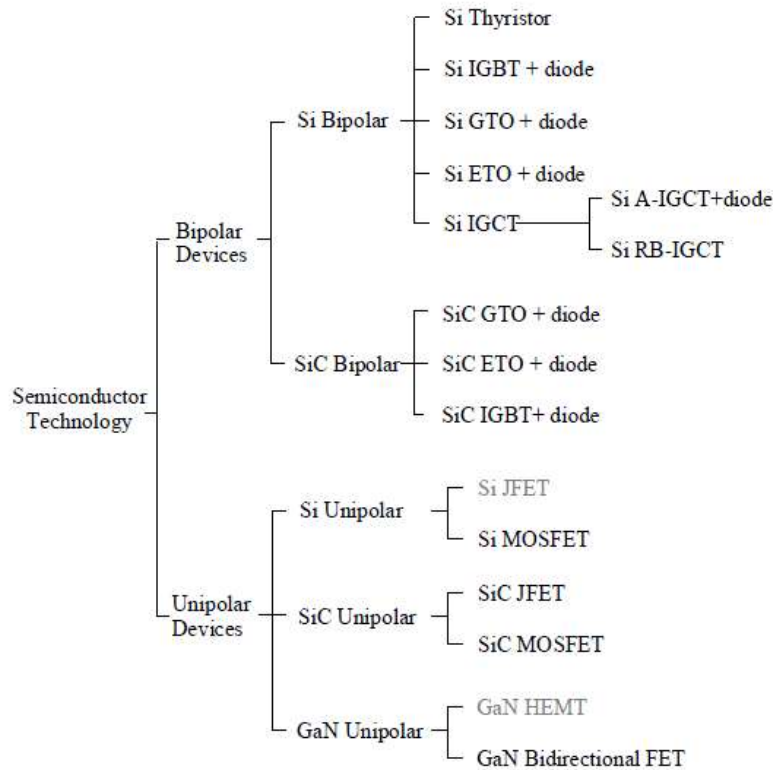 Si Thyristor
Si IGBT + diode
Si Bipolar
Si GTO + diode
Si ETO + diode
Si A-IGCT+diode
Si IGCT
Bipolar
Devices
Si RB-IGCT
SiC GTO + diode
SiC Bipolar
SiC ETO + diode
Semiconductor
Technology
SiC IGBT+ diode
Si JFET
Si Unipolar
Si MOSFET
SiC JFET
Unipolar
Devices
SiC Unipolar
SiC MOSFET
GaN HEMT
GaN Unipolar
GaN Bidirectional FET